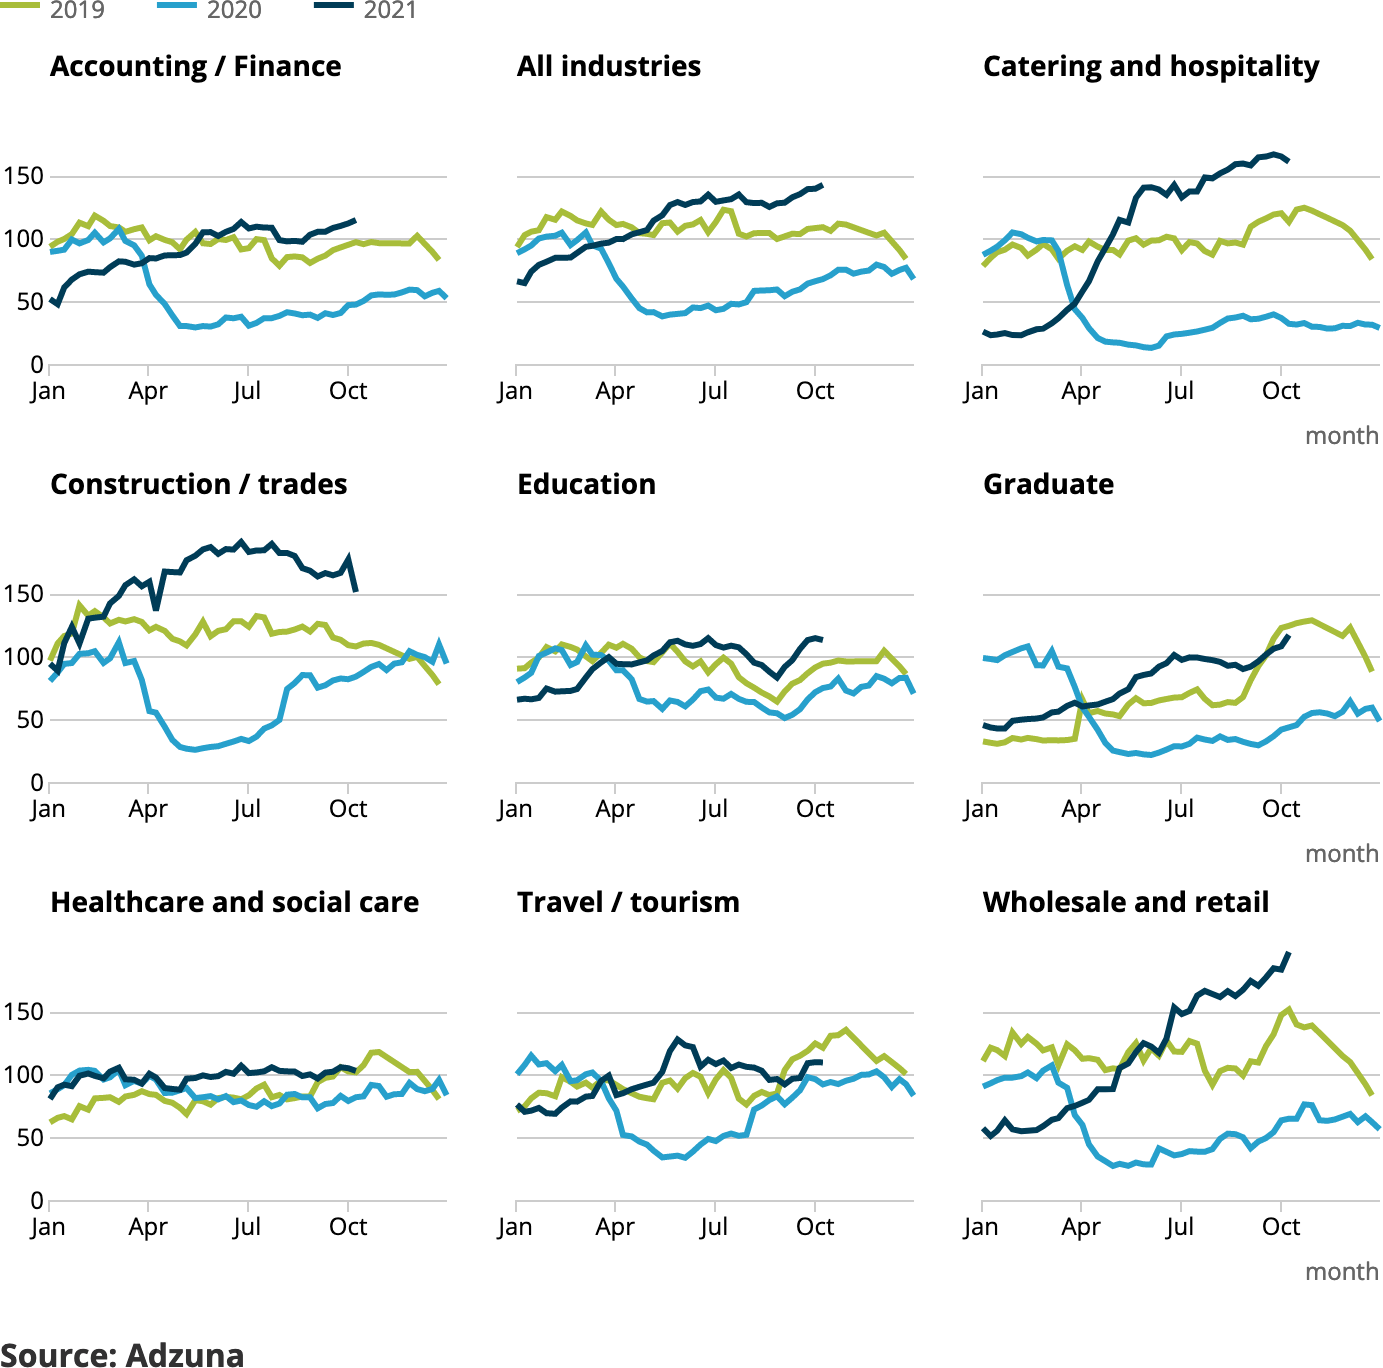 2019 2020 2021
Accounting / Finance All industries Catering and hospitality
150
100
50
0
Jan Apr Jul Oct Jan Apr Jul Oct Jan Apr Jul Oct
month
Construction / trades Education Graduate
150
100
50
0
Jan Apr Jul Oct Jan Apr Jul Oct Jan Apr Jul Oct
month
Healthcare and social care Travel / tourism Wholesale and retail
150
100
50
0
Jan Apr Jul Oct Jan Apr Jul Oct Jan Apr Jul Oct
month
Source: Adzuna